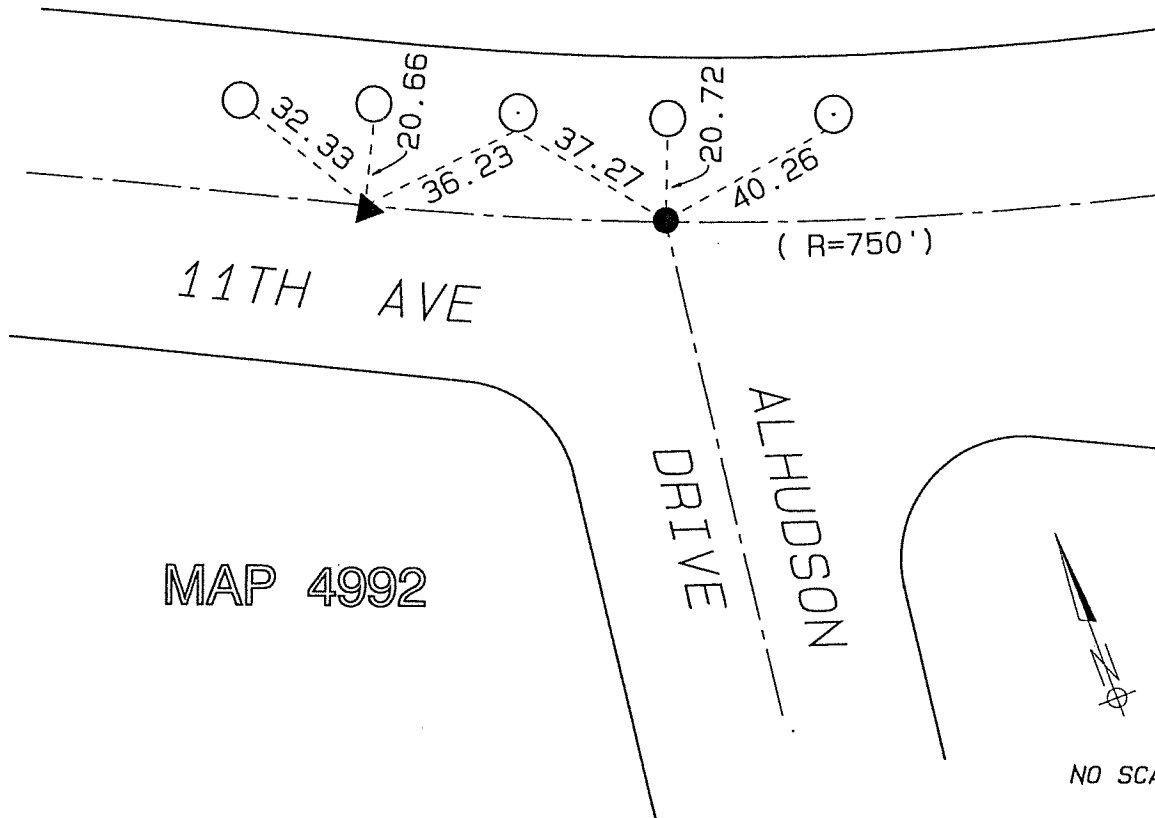 32.33
20.66
36.23
37.27
20.72
40.26
( R=750')
11TH AVE
ALHUDSON
DRIVE
MAP 4992
N
NO SCA